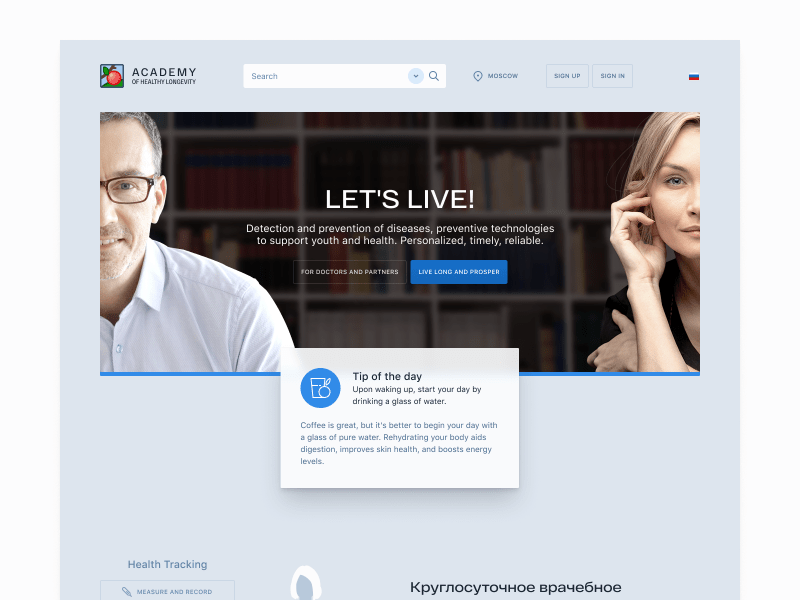 ACADEMY
OF HEALTHY LONGEVITY
Search
MOSCOW
SIGN UP
SIGN IN
LET'S LIVE!
Detection and prevention of diseases, preventive technologies
to support youth and health. Personalized, timely, reliable.
FOR DOCTORS AND PARTNERS
LIVE LONG AND PROSPER
Tip of the day
Upon waking up, start your day by
drinking a glass of water.
Coffee is great, but it's better to begin your day with
a glass of pure water. Rehydrating your body aids
digestion, improves skin health, and boosts energy
levels.
Health Tracking
MEASURE AND RECORD
Круглосуточное врачебное